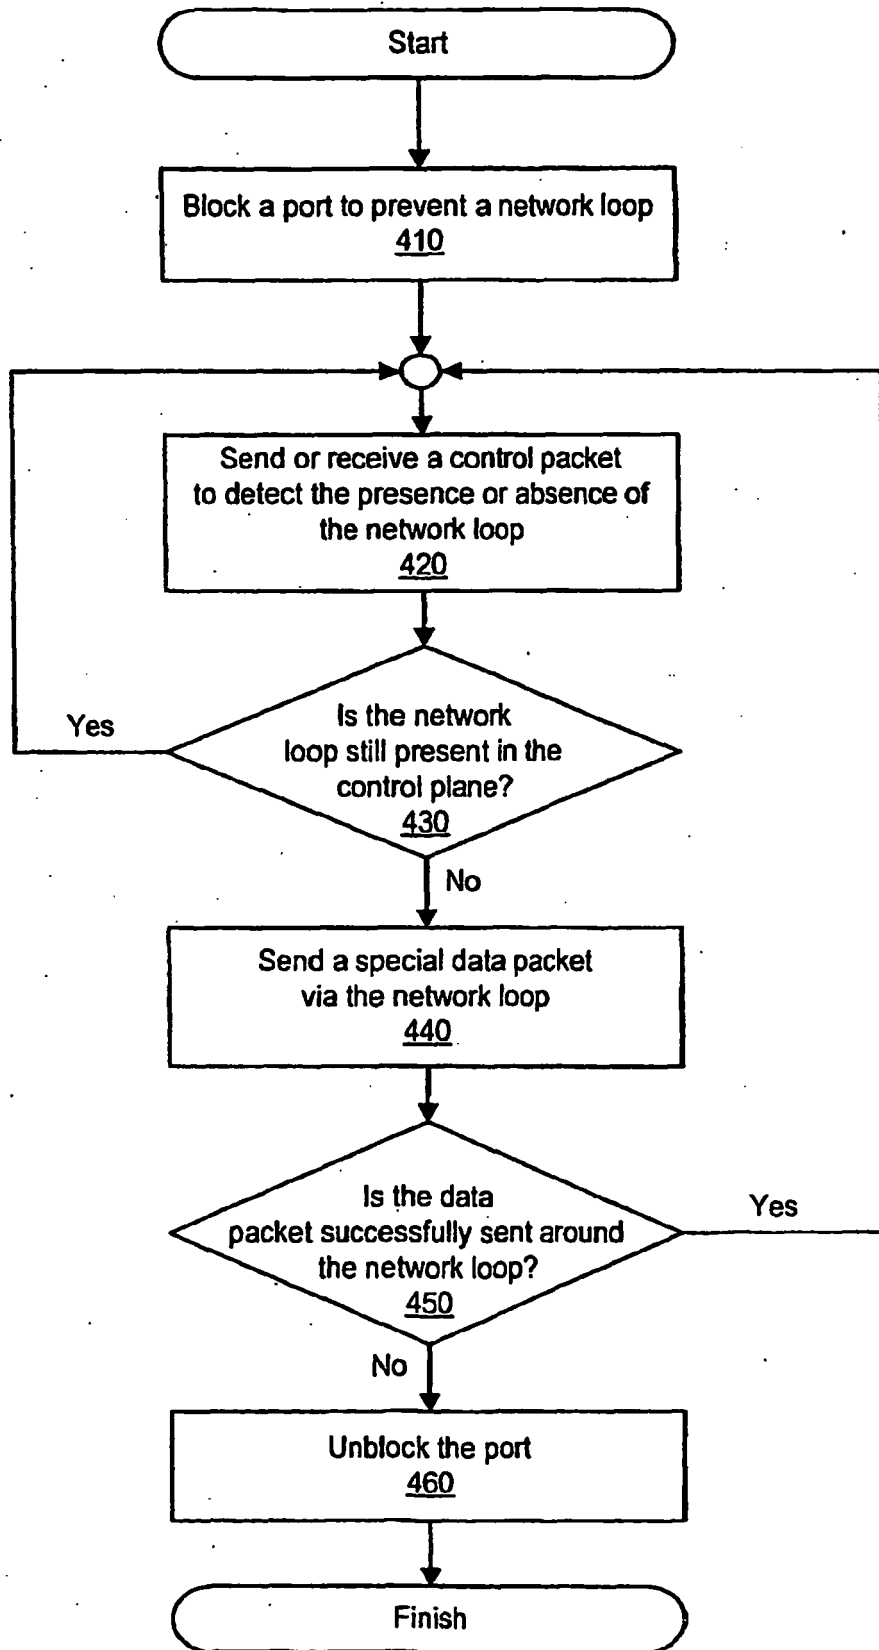 Start
Block a port to prevent a network loop
410
Send or receive a control packet
to detect the presence or absence of
the network loop
420
Is the network
loop still present in the
control plane?
430
Yes
No
Send a special data packet
via the network loop
440
Is the data
packet successfully sent around
the network loop?
450
Yes
No
Unblock the port
460
Finish